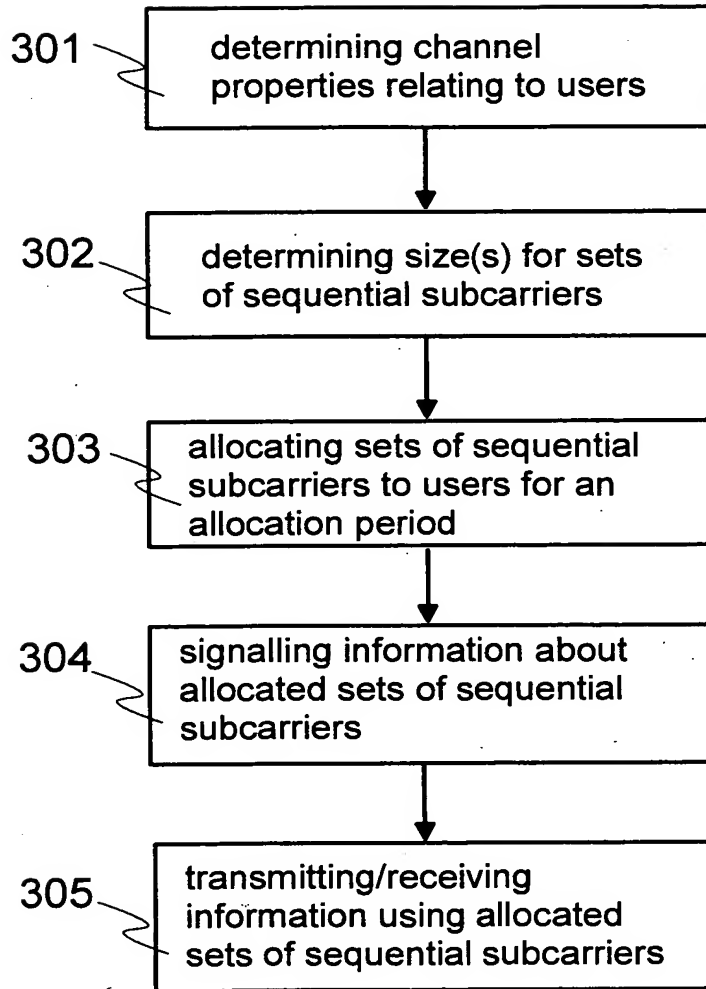 301
determining channel
properties relating to users
302
determining size(s) for sets
of sequential subcarriers
303
allocating sets of sequential
subcarriers to users for an
allocation period
304
signalling information about
allocated sets of sequential
subcarriers
305
transmitting/receiving
information using allocated
sets of sequential subcarriers